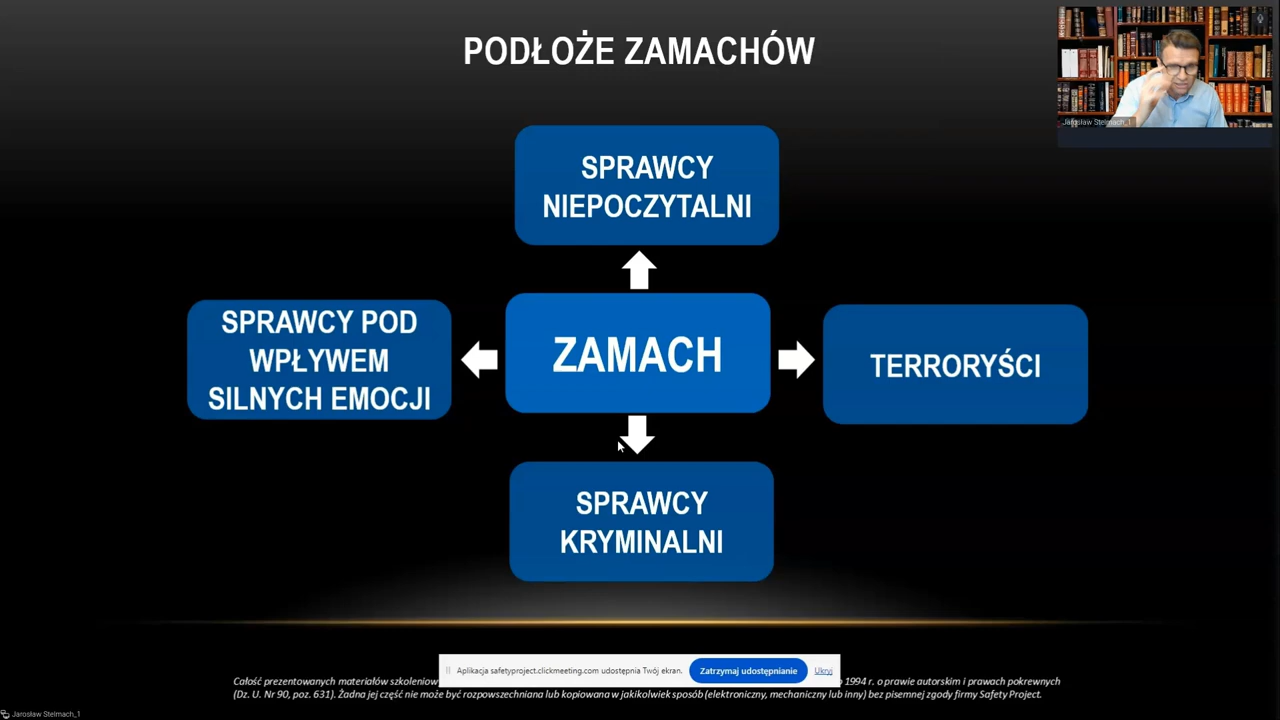 PODŁOŻE ZAMACHÓW
Jarosław Stelmach_1
SPRAWCY
NIEPOCZYTALNI
SPRAWCY POD
WPŁYWEM
SILNYCH EMOCJI
ZAMACH
TERRORYŚCI
SPRAWCY
KRYMINALNI
Aplikacja safetyproject.clickmeeting.com udostępnia Twój ekran.
Zatrzymaj udostępnianie
Ukryj
Całość prezentowanych materiałów szkoleniow 1994 r. o prawie autorskim i prawach pokrewnych
(Dz. U. Nr 90, poz. 631). Żadna jej część nie może być rozpowszechniana lub kopiowana w jakikolwiek sposób (elektroniczny, mechaniczny lub inny) bez pisemnej zgody firmy Safety Project.
Jarosław Stelmach_1